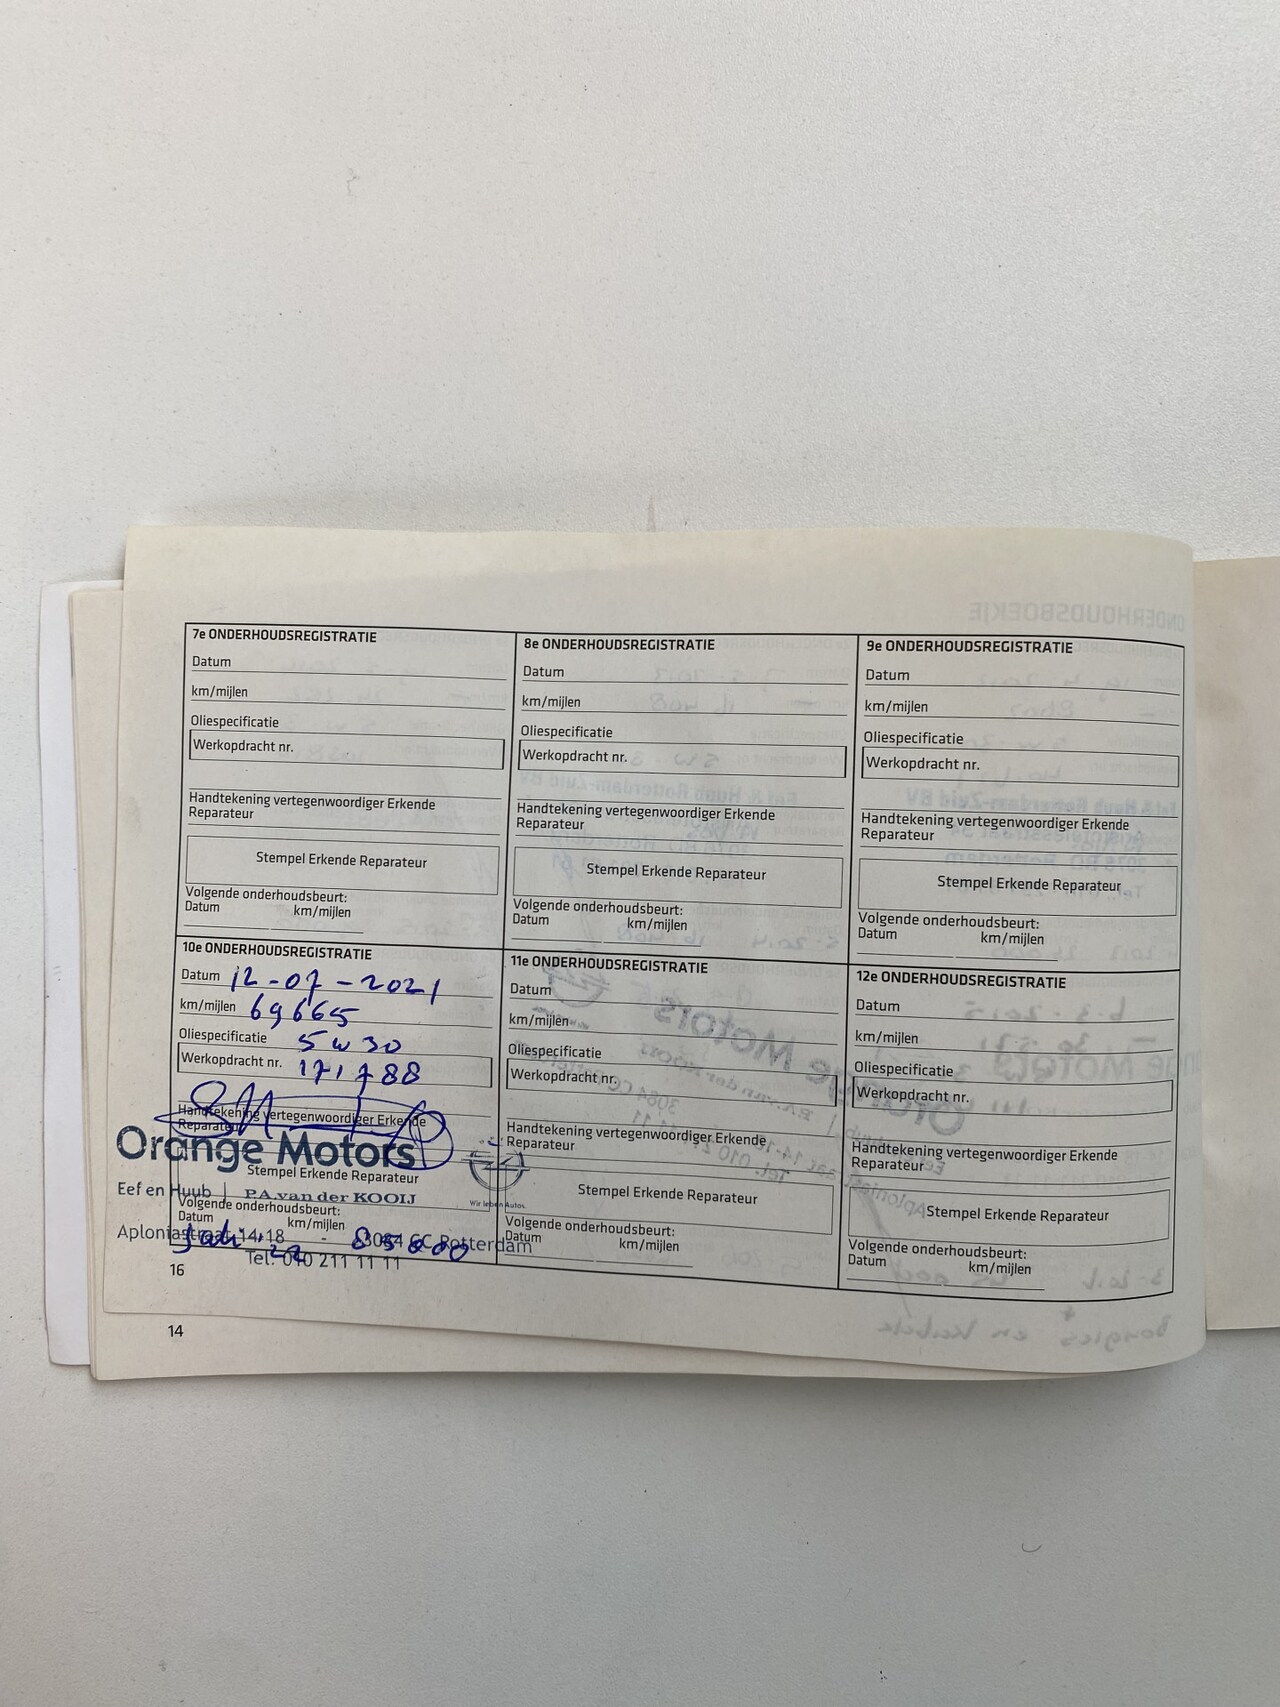 7e ONDERHOUDSREGISTRATIE
Datum
km/mijlen
Oliespecificatie
Werkopdracht nr.
Handtekening vertegenwoordiger Erkende
Reparateur
Stempel Erkende Reparateur
Volgende onderhoudsbeurt:
Datum km/mijlen
8e ONDERHOUDSREGISTRATIE
Datum
km/mijlen
Oliespecificatie
Werkopdracht nr.
Handtekening vertegenwoordiger Erkende
Reparateur
Stempel Erkende Reparateur
Volgende onderhoudsbeurt:
Datum km/mijlen
9e ONDERHOUDSREGISTRATIE
Datum
km/mijlen
Oliespecificatie
Werkopdracht nr.
Handtekening vertegenwoordiger Erkende
Reparateur
Stempel Erkende Reparateur
Volgende onderhoudsbeurt:
Datum km/mijlen
10e ONDERHOUDSREGISTRATIE
Datum 12-07-2021
km/mijlen 69665
Oliespecificatie 5w30
Werkopdracht nr. 171788
Handtekening vertegenwoordiger Erkende
Reparateur
Orange Motors
Stempel Erkende Reparateur
Wir leben Autos.
Eef en Huub | P.A. van der KOOIJ
Volgende onderhoudsbeurt:
Datum km/mijlen
Aploniastraat 14-18 - 3084 CC Rotterdam
85000
Tel. 010 211 11 11
11e ONDERHOUDSREGISTRATIE
Datum
km/mijlen
Oliespecificatie
Werkopdracht nr.
Handtekening vertegenwoordiger Erkende
Reparateur
Stempel Erkende Reparateur
Volgende onderhoudsbeurt:
Datum km/mijlen
12e ONDERHOUDSREGISTRATIE
Datum
km/mijlen
Oliespecificatie
Werkopdracht nr.
Handtekening vertegenwoordiger Erkende
Reparateur
Stempel Erkende Reparateur
Volgende onderhoudsbeurt:
Datum km/mijlen
16
14